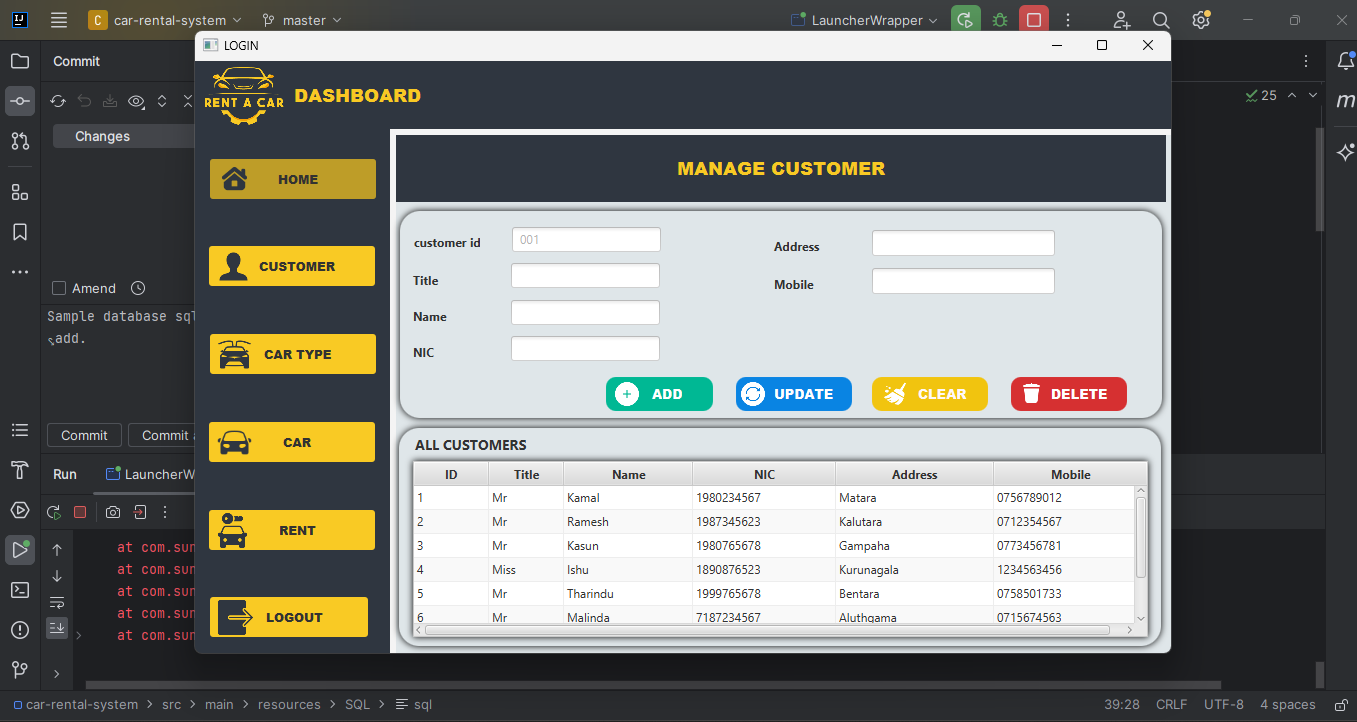 C car-rental-system master LauncherWrapper
Commit
LOGIN
RENT A CAR
DASHBOARD
25
Changes
HOME
MANAGE CUSTOMER
customer id 001
Address
Title
Mobile
Name
NIC
CUSTOMER
CAR TYPE
ADD UPDATE CLEAR DELETE
Amend
Sample database sql
add.
Commit Commit
CAR
ALL CUSTOMERS
ID Title Name NIC Address Mobile
1 Mr Kamal 1980234567 Matara 0756789012
2 Mr Ramesh 1987345623 Kalutara 0712354567
3 Mr Kasun 1980765678 Gampaha 0773456781
4 Miss Ishu 1890876523 Kurunagala 1234563456
5 Mr Tharindu 1999765678 Bentara 0758501733
6 Mr Malinda 7187234567 Aluthgama 0715674563
Run LauncherW
RENT
LOGOUT
at com.sun
at com.sun
at com.sun
at com.sun
at com.sun
car-rental-system > src > main > resources > SQL > sql
39:28 CRLF UTF-8 4 spaces